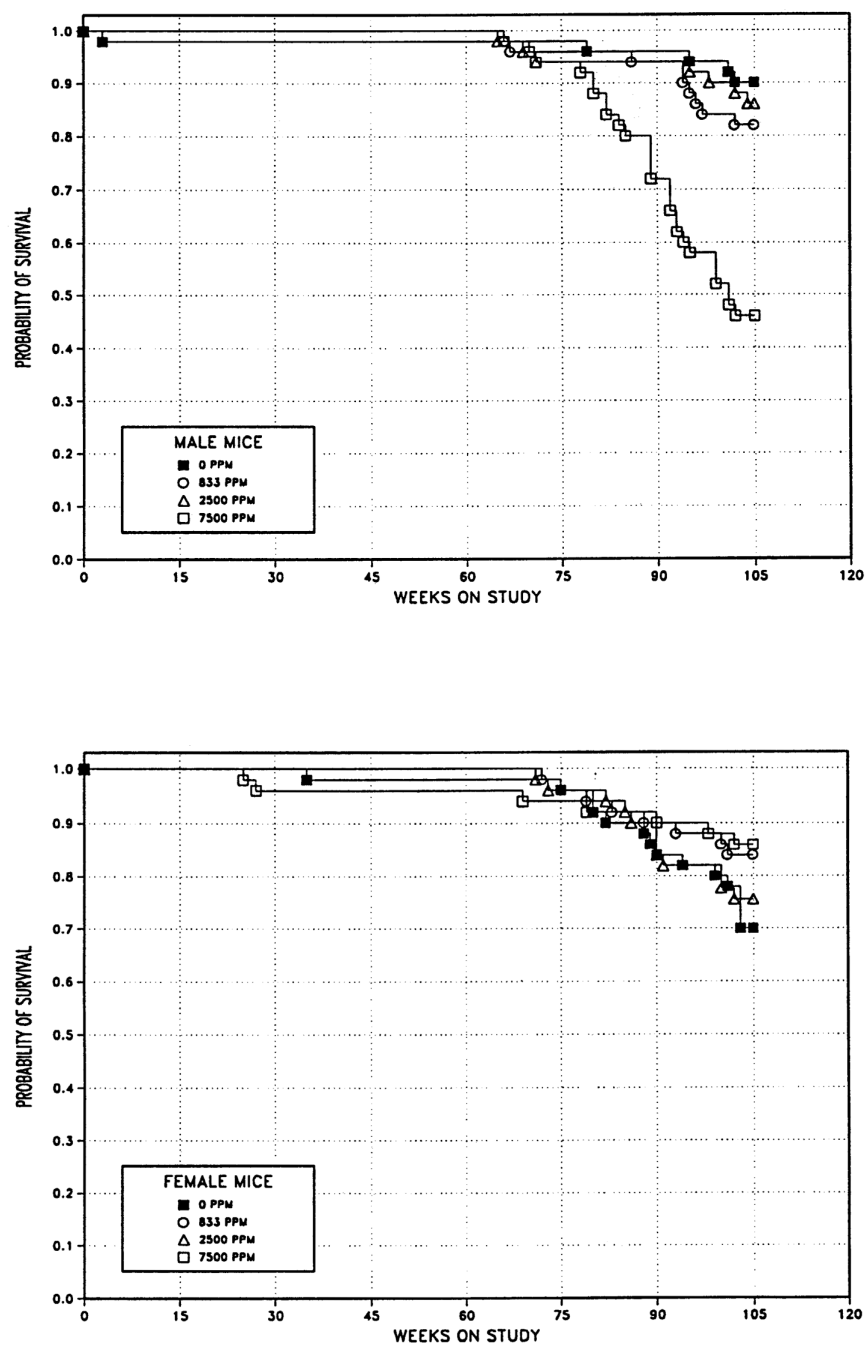 1.0
0.9
0.8
0.7
0.6
0.5
0.4
0.3
0.2
0.1
0.0
PROBABILITY OF SURVIVAL
MALE MICE
0 PPM
833 PPM
2500 PPM
7500 PPM
0 15 30 45 60 75 90 105 120
WEEKS ON STUDY
1.0
0.9
0.8
0.7
0.6
0.5
0.4
0.3
0.2
0.1
0.0
PROBABILITY OF SURVIVAL
FEMALE MICE
0 PPM
833 PPM
2500 PPM
7500 PPM
0 15 30 45 60 75 90 105 120
WEEKS ON STUDY